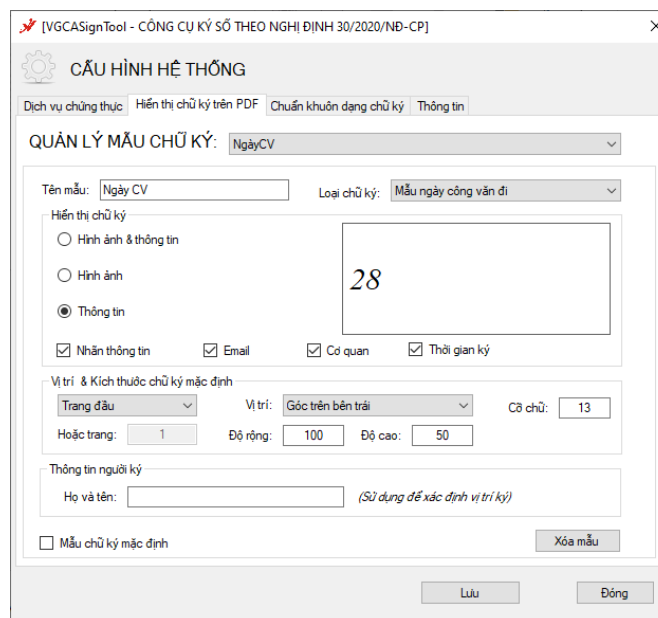 [VGCASignTool - CÔNG CỤ KÝ SỐ THEO NGHỊ ĐỊNH 30/2020/NĐ-CP]
CẤU HÌNH HỆ THỐNG
Dịch vụ chứng thực Hiển thị chữ ký trên PDF Chuẩn khuôn dạng chữ ký Thông tin
QUẢN LÝ MẪU CHỮ KÝ: NgàyCV
Tên mẫu: Ngày CV Loại chữ ký: Mẫu ngày công văn đi
Hiển thị chữ ký
Hình ảnh & thông tin
Hình ảnh
28
Thông tin
Nhãn thông tin Email Cơ quan Thời gian ký
Vị trí & Kích thước chữ ký mặc định
Trang đầu Vị trí: Góc trên bên trái Cỡ chữ: 13
Hoặc trang: 1 Độ rộng: 100 Độ cao: 50
Thông tin người ký
Họ và tên: (Sử dụng để xác định vị trí ký)
Mẫu chữ ký mặc định Xóa mẫu
Lưu Đóng